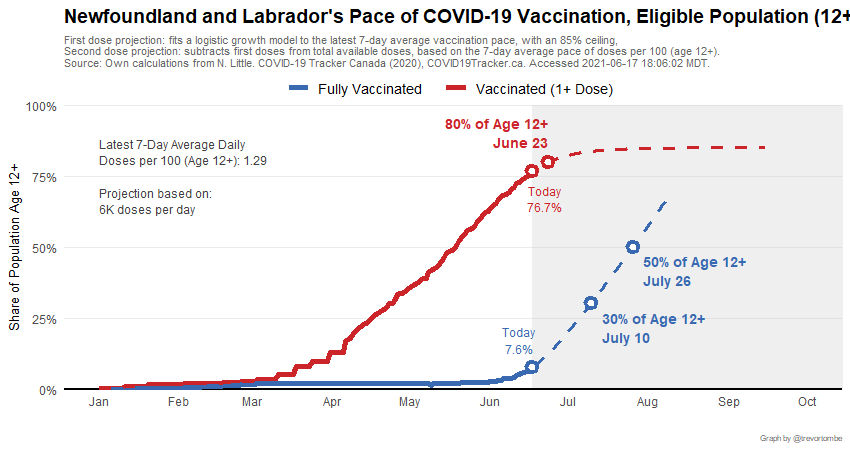 Newfoundland and Labrador's Pace of COVID-19 Vaccination, Eligible Population (12+
First dose projection: fits a logistic growth model to the latest 7-day average vaccination pace, with an 85% ceiling,
Second dose projection: subtracts first doses from total available doses, based on the 7-day average pace of doses per 100 (age 12+).
Source: Own calculations from N. Little. COVID-19 Tracker Canada (2020), COVID19Tracker.ca. Accessed 2021-06-17 18:06:02 MDT.
Fully Vaccinated
Vaccinated (1+ Dose)
100%
75%
50%
25%
0%
Share of Population Age 12+
Latest 7-Day Average Daily
Doses per 100 (Age 12+): 1.29
Projection based on:
6K doses per day
80% of Age 12+
June 23
Today
76.7%
50% of Age 12+
July 26
30% of Age 12+
July 10
Today
7.6%
Jan
Feb
Mar
Apr
May
Jun
Jul
Aug
Sep
Oct
Graph by @trevortombe